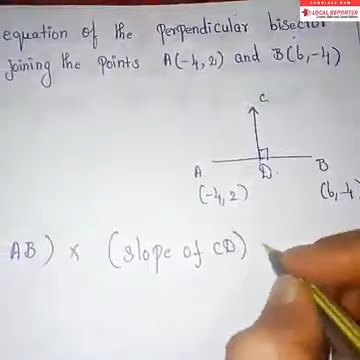 LOCAL REPORTER
equation of the perpendicular bisector
joining the points A(-4,2) and B(6,-4)
C
A
D
B
(-4,2)
(6,-4)
AB) × (slope of CD)